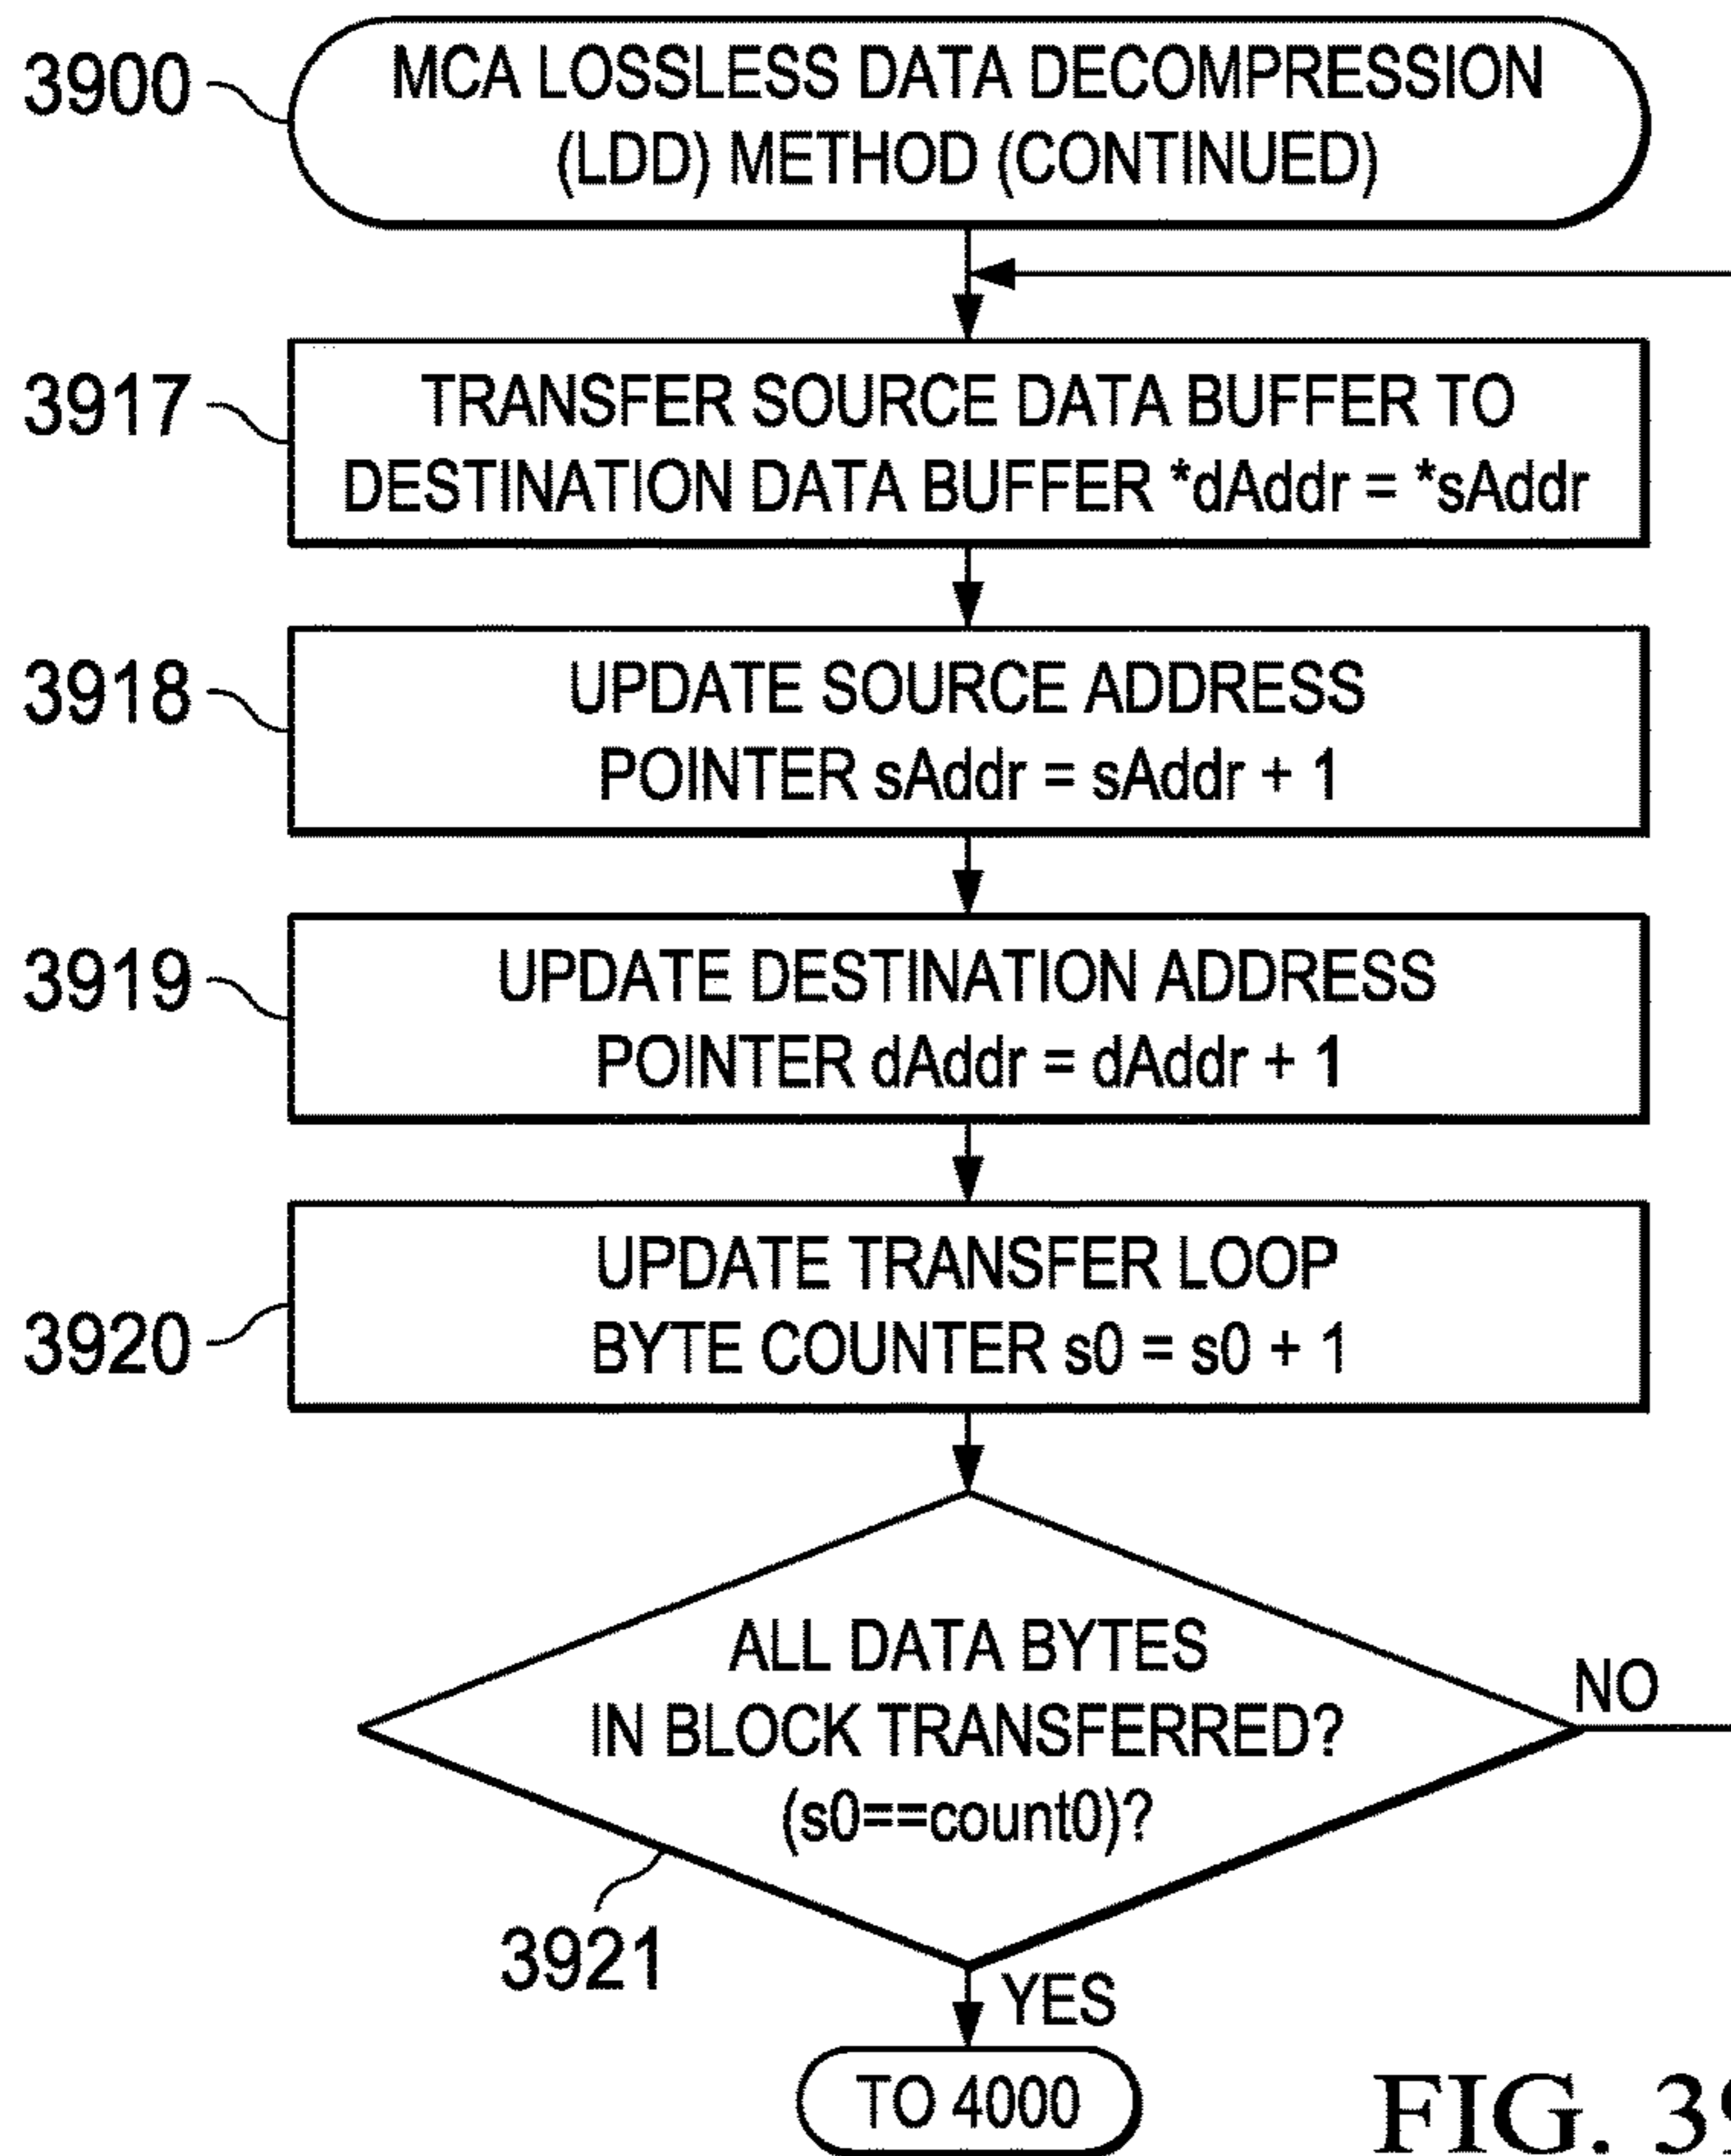 3900
MCA LOSSLESS DATA DECOMPRESSION
(LDD) METHOD (CONTINUED)
3917
TRANSFER SOURCE DATA BUFFER TO
DESTINATION DATA BUFFER *dAddr = *sAddr
3918
UPDATE SOURCE ADDRESS
POINTER sAddr = sAddr + 1
3919
UPDATE DESTINATION ADDRESS
POINTER dAddr = dAddr + 1
3920
UPDATE TRANSFER LOOP
BYTE COUNTER s0 = s0 + 1
ALL DATA BYTES
IN BLOCK TRANSFERRED?
(s0==count0)?
NO
3921
YES
TO 4000
FIG. 39